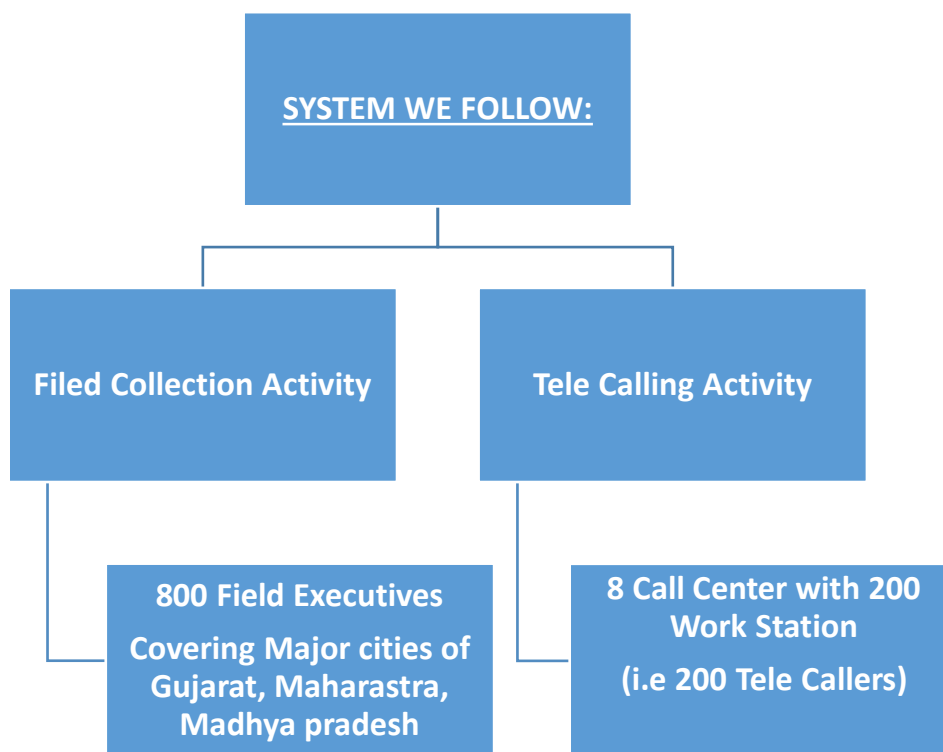 SYSTEM WE FOLLOW:
Filed Collection Activity
Tele Calling Activity
800 Field Executives
Covering Major cities of
Gujarat, Maharastra,
Madhya pradesh
8 Call Center with 200
Work Station
(i.e 200 Tele Callers)